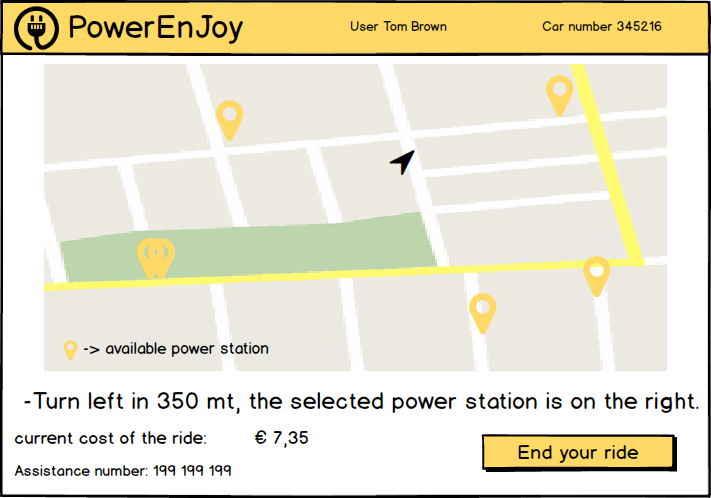 PowerEnJoy User Tom Brown Car number 345216
-> available power station
-Turn left in 350 mt, the selected power station is on the right.
current cost of the ride: € 7,35
End your ride
Assistance number: 199 199 199